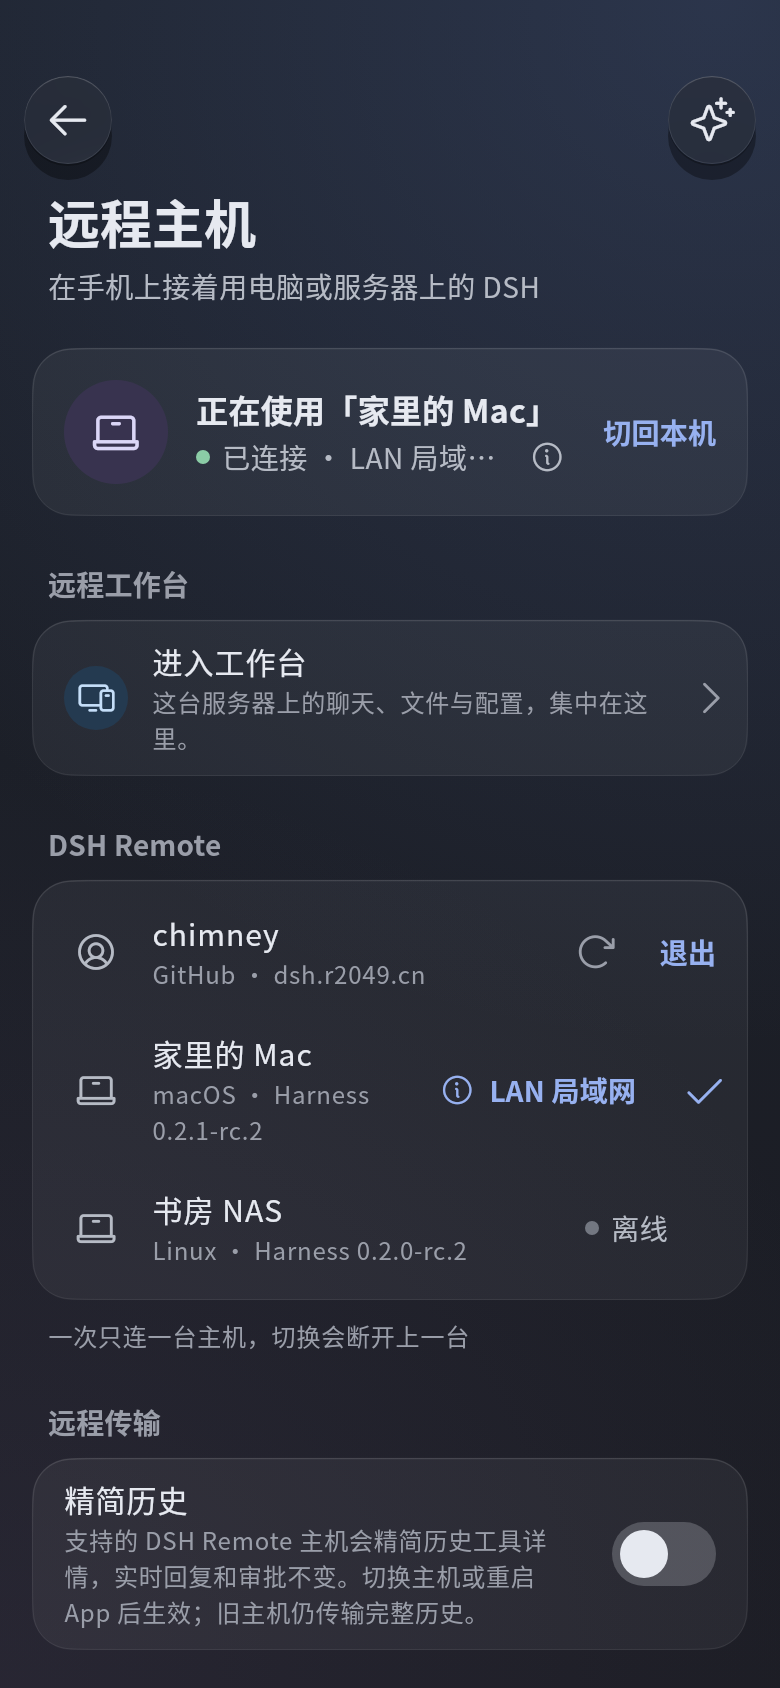 远程主机
在手机上接着用电脑或服务器上的 DSH
正在使用「家里的 Mac」
切回本机
已连接 · LAN 局域…
远程工作台
进入工作台
这台服务器上的聊天、文件与配置，集中在这
里。
DSH Remote
chimney
GitHub · dsh.r2049.cn
退出
家里的 Mac
macOS · Harness
0.2.1-rc.2
LAN 局域网
书房 NAS
Linux · Harness 0.2.0-rc.2
离线
一次只连一台主机，切换会断开上一台
远程传输
精简历史
支持的 DSH Remote 主机会精简历史工具详
情，实时回复和审批不变。切换主机或重启
App 后生效；旧主机仍传输完整历史。